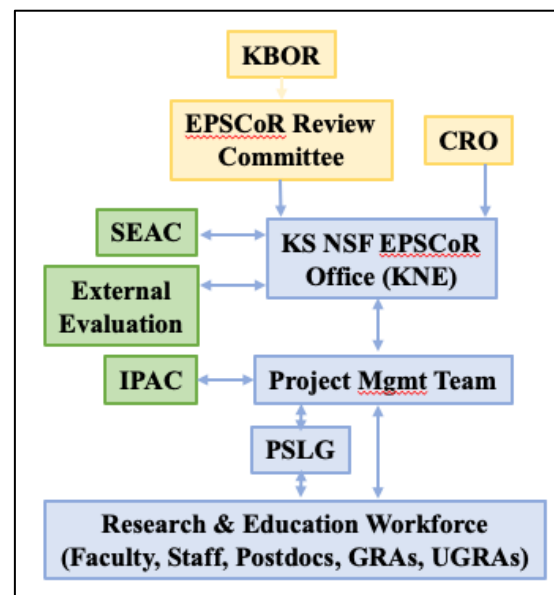 KBOR
EPSCoR Review
Committee
CRO
SEAC
KS NSF EPSCoR
Office (KNE)
External
Evaluation
IPAC
Project Mgmt Team
PSLG
Research & Education Workforce
(Faculty, Staff, Postdocs, GRAs, UGRAs)